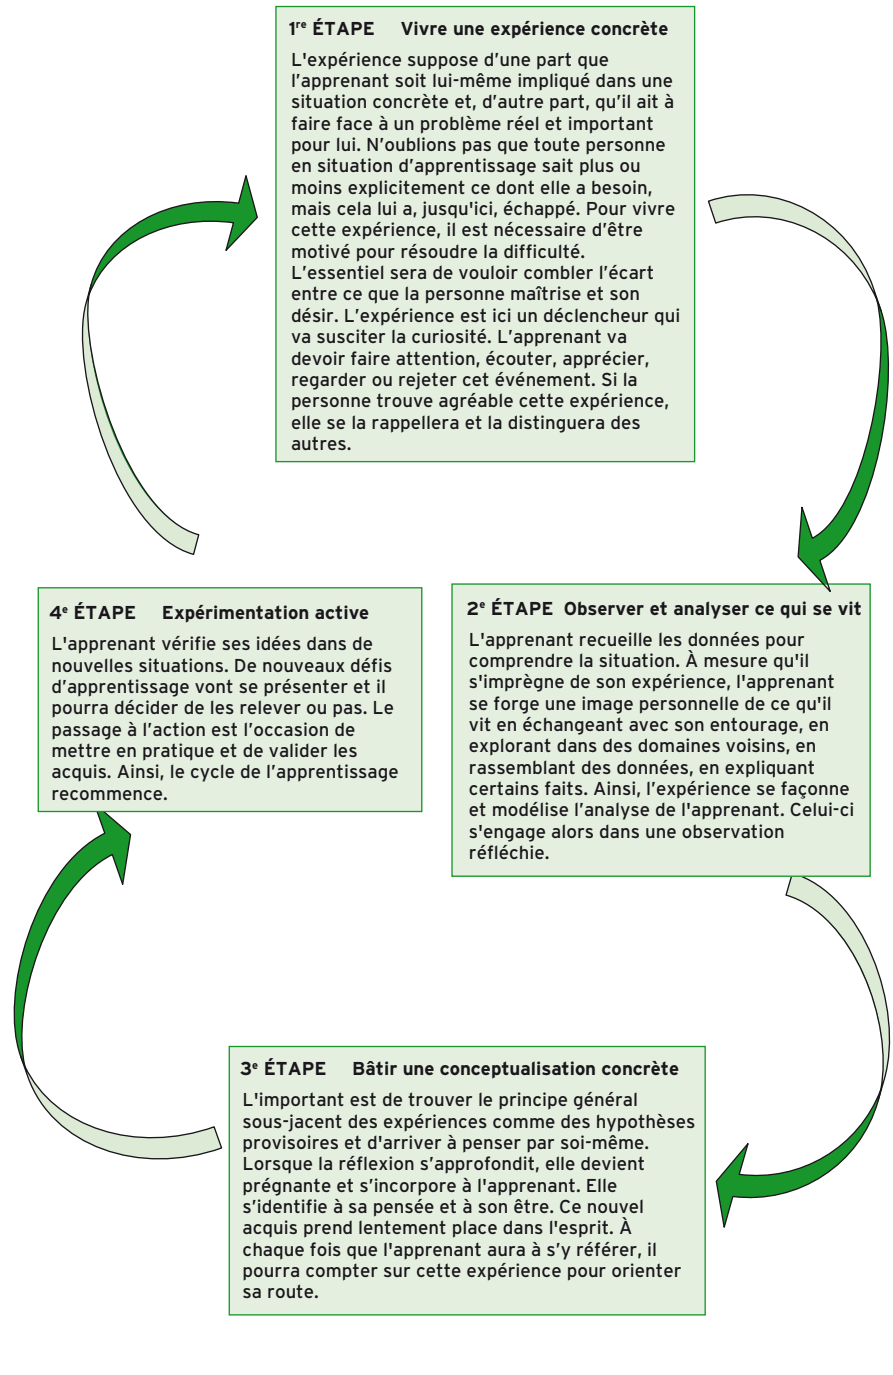 1re ÉTAPE Vivre une expérience concrète
L'expérience suppose d’une part que
l’apprenant soit lui-même impliqué dans une
situation concrète et, d’autre part, qu’il ait à
faire face à un problème réel et important
pour lui. N’oublions pas que toute personne
en situation d’apprentissage sait plus ou
moins explicitement ce dont elle a besoin,
mais cela lui a, jusqu'ici, échappé. Pour vivre
cette expérience, il est nécessaire d’être
motivé pour résoudre la difficulté.
L’essentiel sera de vouloir combler l’écart
entre ce que la personne maîtrise et son
désir. L’expérience est ici un déclencheur qui
va susciter la curiosité. L’apprenant va
devoir faire attention, écouter, apprécier,
regarder ou rejeter cet événement. Si la
personne trouve agréable cette expérience,
elle se la rappellera et la distinguera des
autres.
2e ÉTAPE Observer et analyser ce qui se vit
L'apprenant recueille les données pour
comprendre la situation. À mesure qu'il
s'imprègne de son expérience, l'apprenant
se forge une image personnelle de ce qu'il
vit en échangeant avec son entourage, en
explorant dans des domaines voisins, en
rassemblant des données, en expliquant
certains faits. Ainsi, l’expérience se façonne
et modélise l’analyse de l'apprenant. Celui-ci
s'engage alors dans une observation
réfléchie.
3e ÉTAPE Bâtir une conceptualisation concrète
L'important est de trouver le principe général
sous-jacent des expériences comme des hypothèses
provisoires et d'arriver à penser par soi-même.
Lorsque la réflexion s’approfondit, elle devient
prégnante et s’incorpore à l'apprenant. Elle
s’identifie à sa pensée et à son être. Ce nouvel
acquis prend lentement place dans l'esprit. À
chaque fois que l'apprenant aura à s’y référer, il
pourra compter sur cette expérience pour orienter
sa route.
4e ÉTAPE Expérimentation active
L'apprenant vérifie ses idées dans de
nouvelles situations. De nouveaux défis
d’apprentissage vont se présenter et il
pourra décider de les relever ou pas. Le
passage à l’action est l’occasion de
mettre en pratique et de valider les
acquis. Ainsi, le cycle de l’apprentissage
recommence.